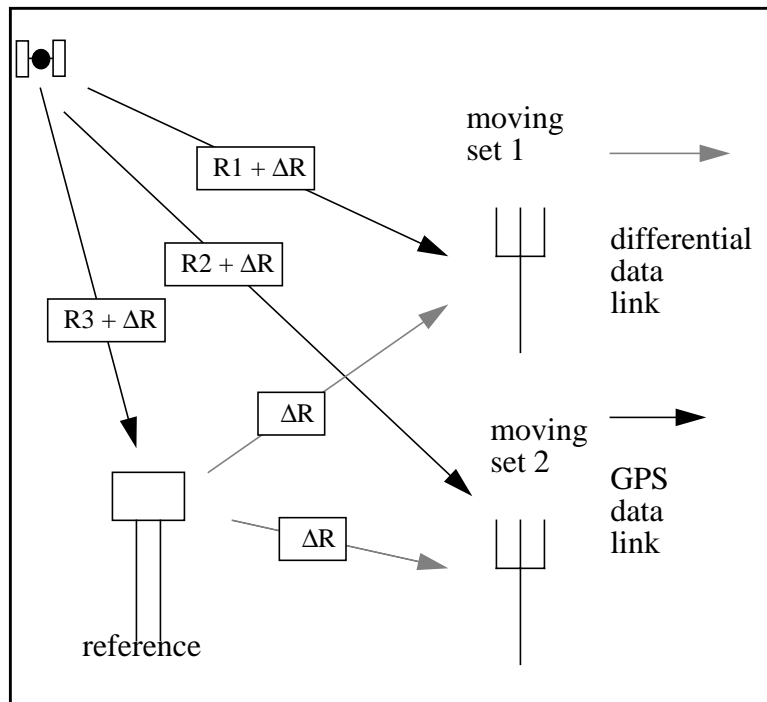 moving
set 1
R1 + ΔR
R2 + ΔR
differential
data
link
R3 + ΔR
ΔR
moving
set 2
GPS
data
link
ΔR
reference